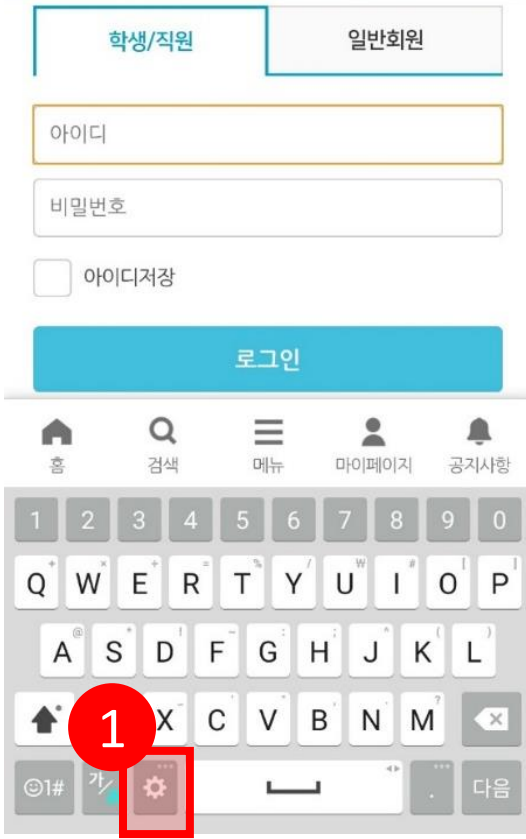 학생/직원 일반회원
아이디
비밀번호
아이디저장
로그인
홈 검색 메뉴 마이페이지 공지사항
1 2 3 4 5 6 7 8 9 0
+ × ÷ = % / ₩ # [ ]
Q W E R T Y U I O P
@ * ! ~ : ; ^ ( )
A S D F G H J K L
- ' " , ?
1 X C V B N M
☺1# 가/ . 다음